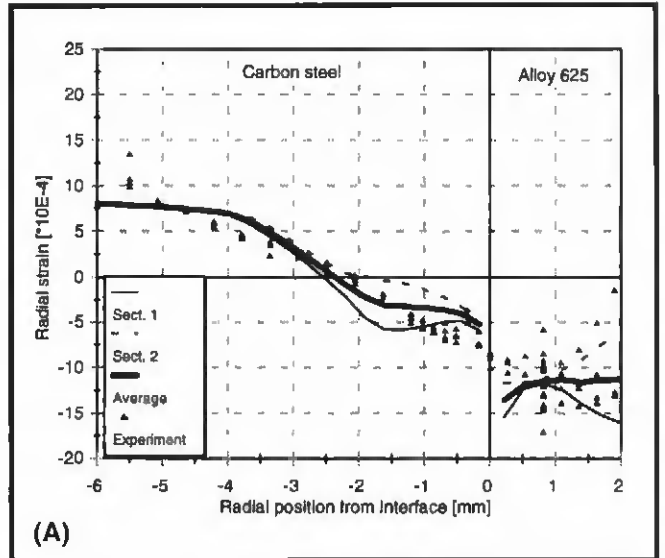 25
20
15
10
5
0
-5
-10
-15
-20
Radial strain [*10E-4]
Carbon steel
Alloy 625
Sect. 1
Sect. 2
Average
Experiment
-6 -5 -4 -3 -2 -1 0 1 2
Radial position from Interface [mm]
(A)